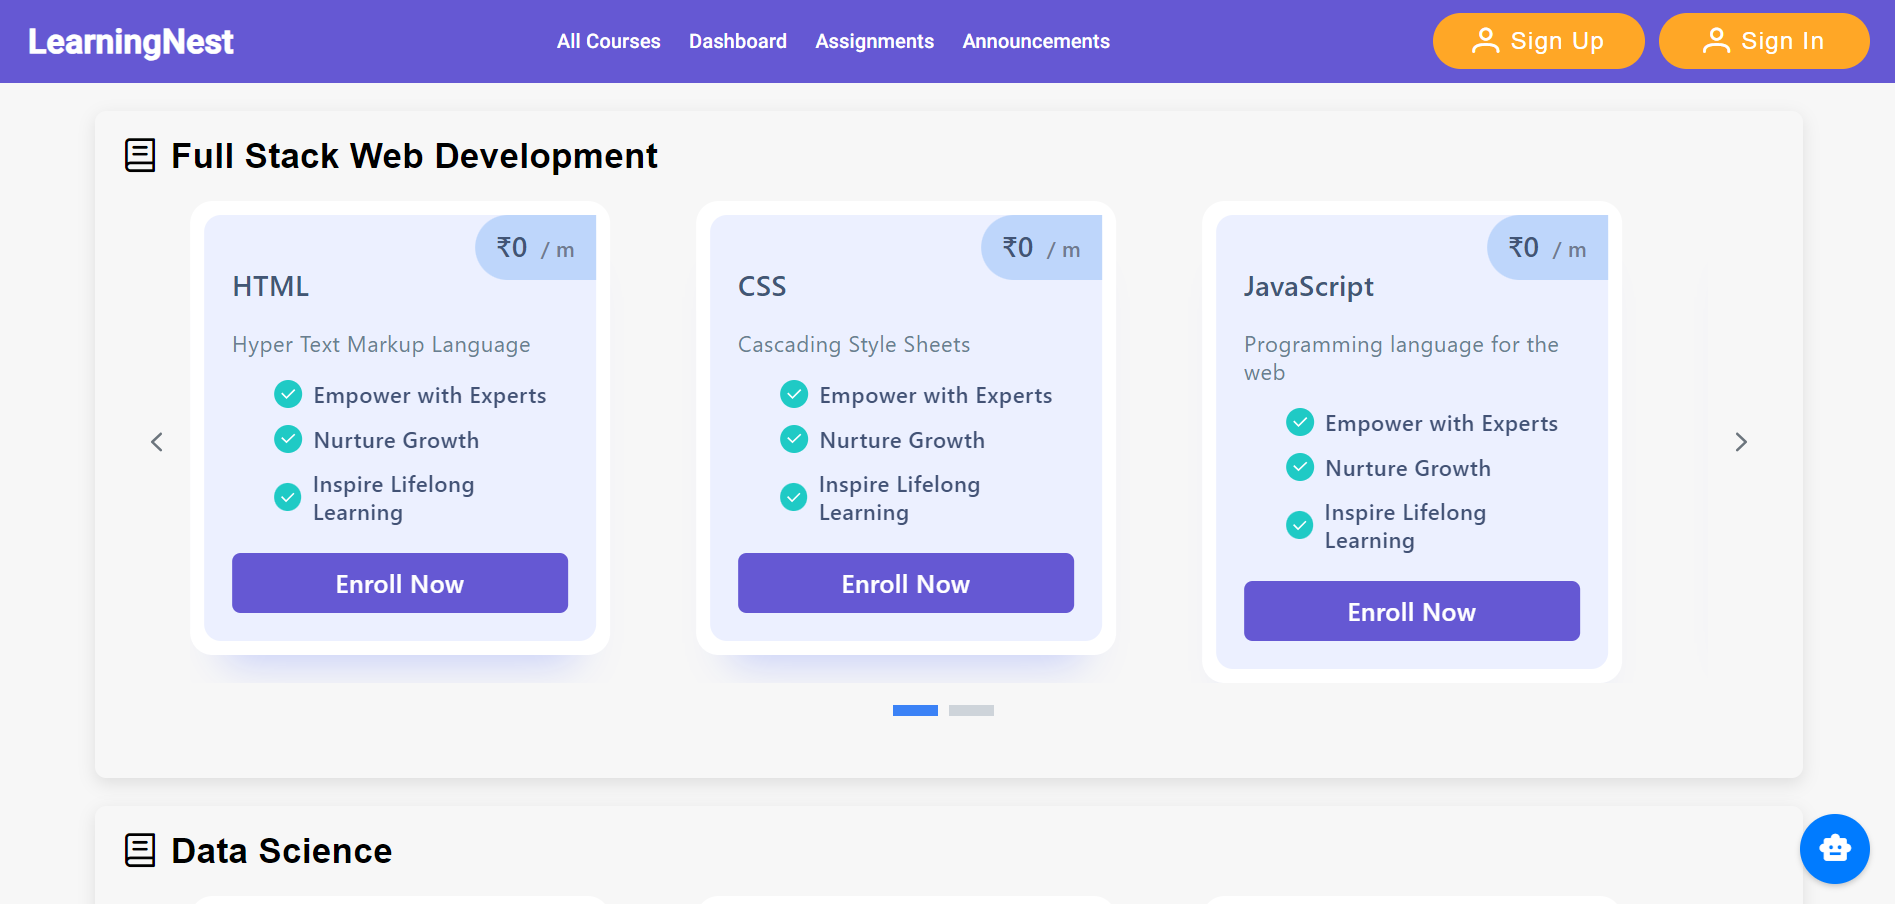 LearningNest
All Courses Dashboard Assignments Announcements
Sign Up Sign In
Full Stack Web Development
₹0 / m
HTML
Hyper Text Markup Language
Empower with Experts
Nurture Growth
Inspire Lifelong
Learning
Enroll Now
₹0 / m
CSS
Cascading Style Sheets
Empower with Experts
Nurture Growth
Inspire Lifelong
Learning
Enroll Now
₹0 / m
JavaScript
Programming language for the
web
Empower with Experts
Nurture Growth
Inspire Lifelong
Learning
Enroll Now
Data Science